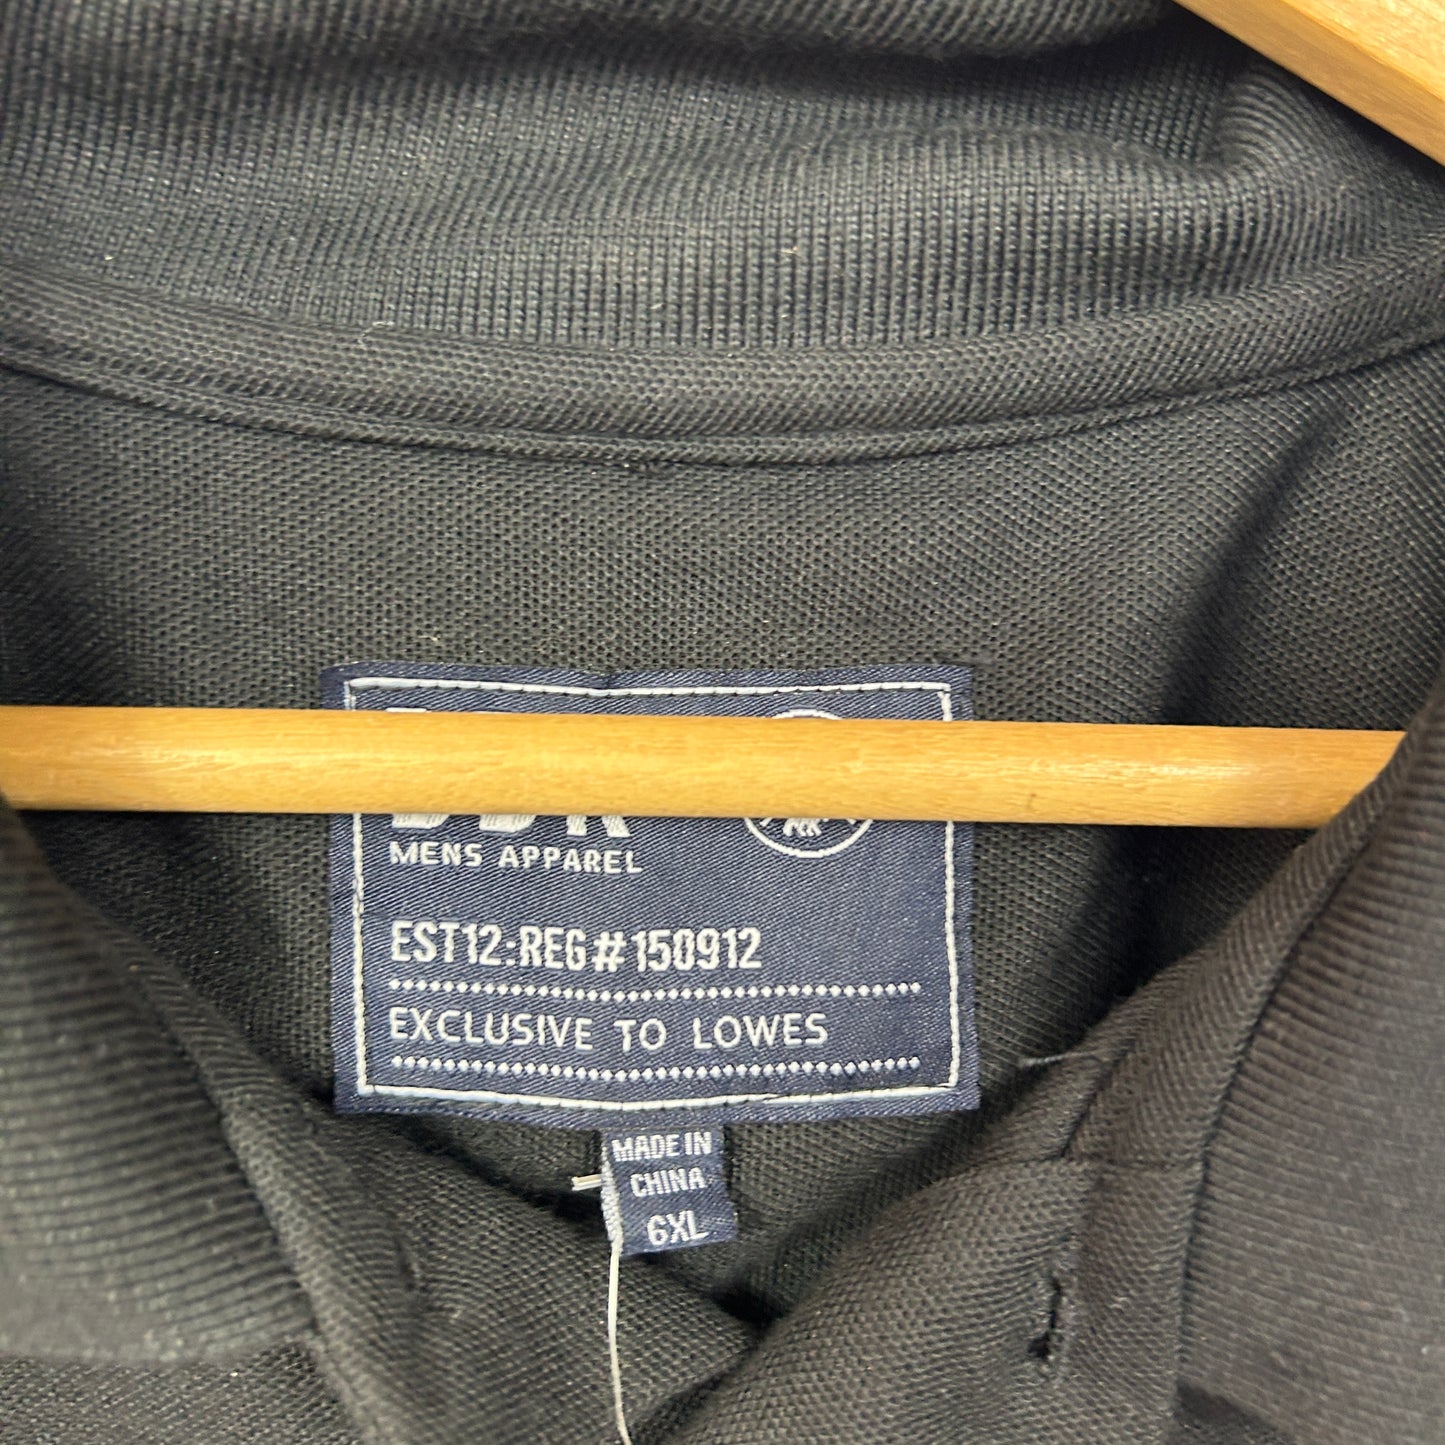 MENS APPAREL
EST12:REG#150912
EXCLUSIVE TO LOWES
MADE IN
CHINA
6XL